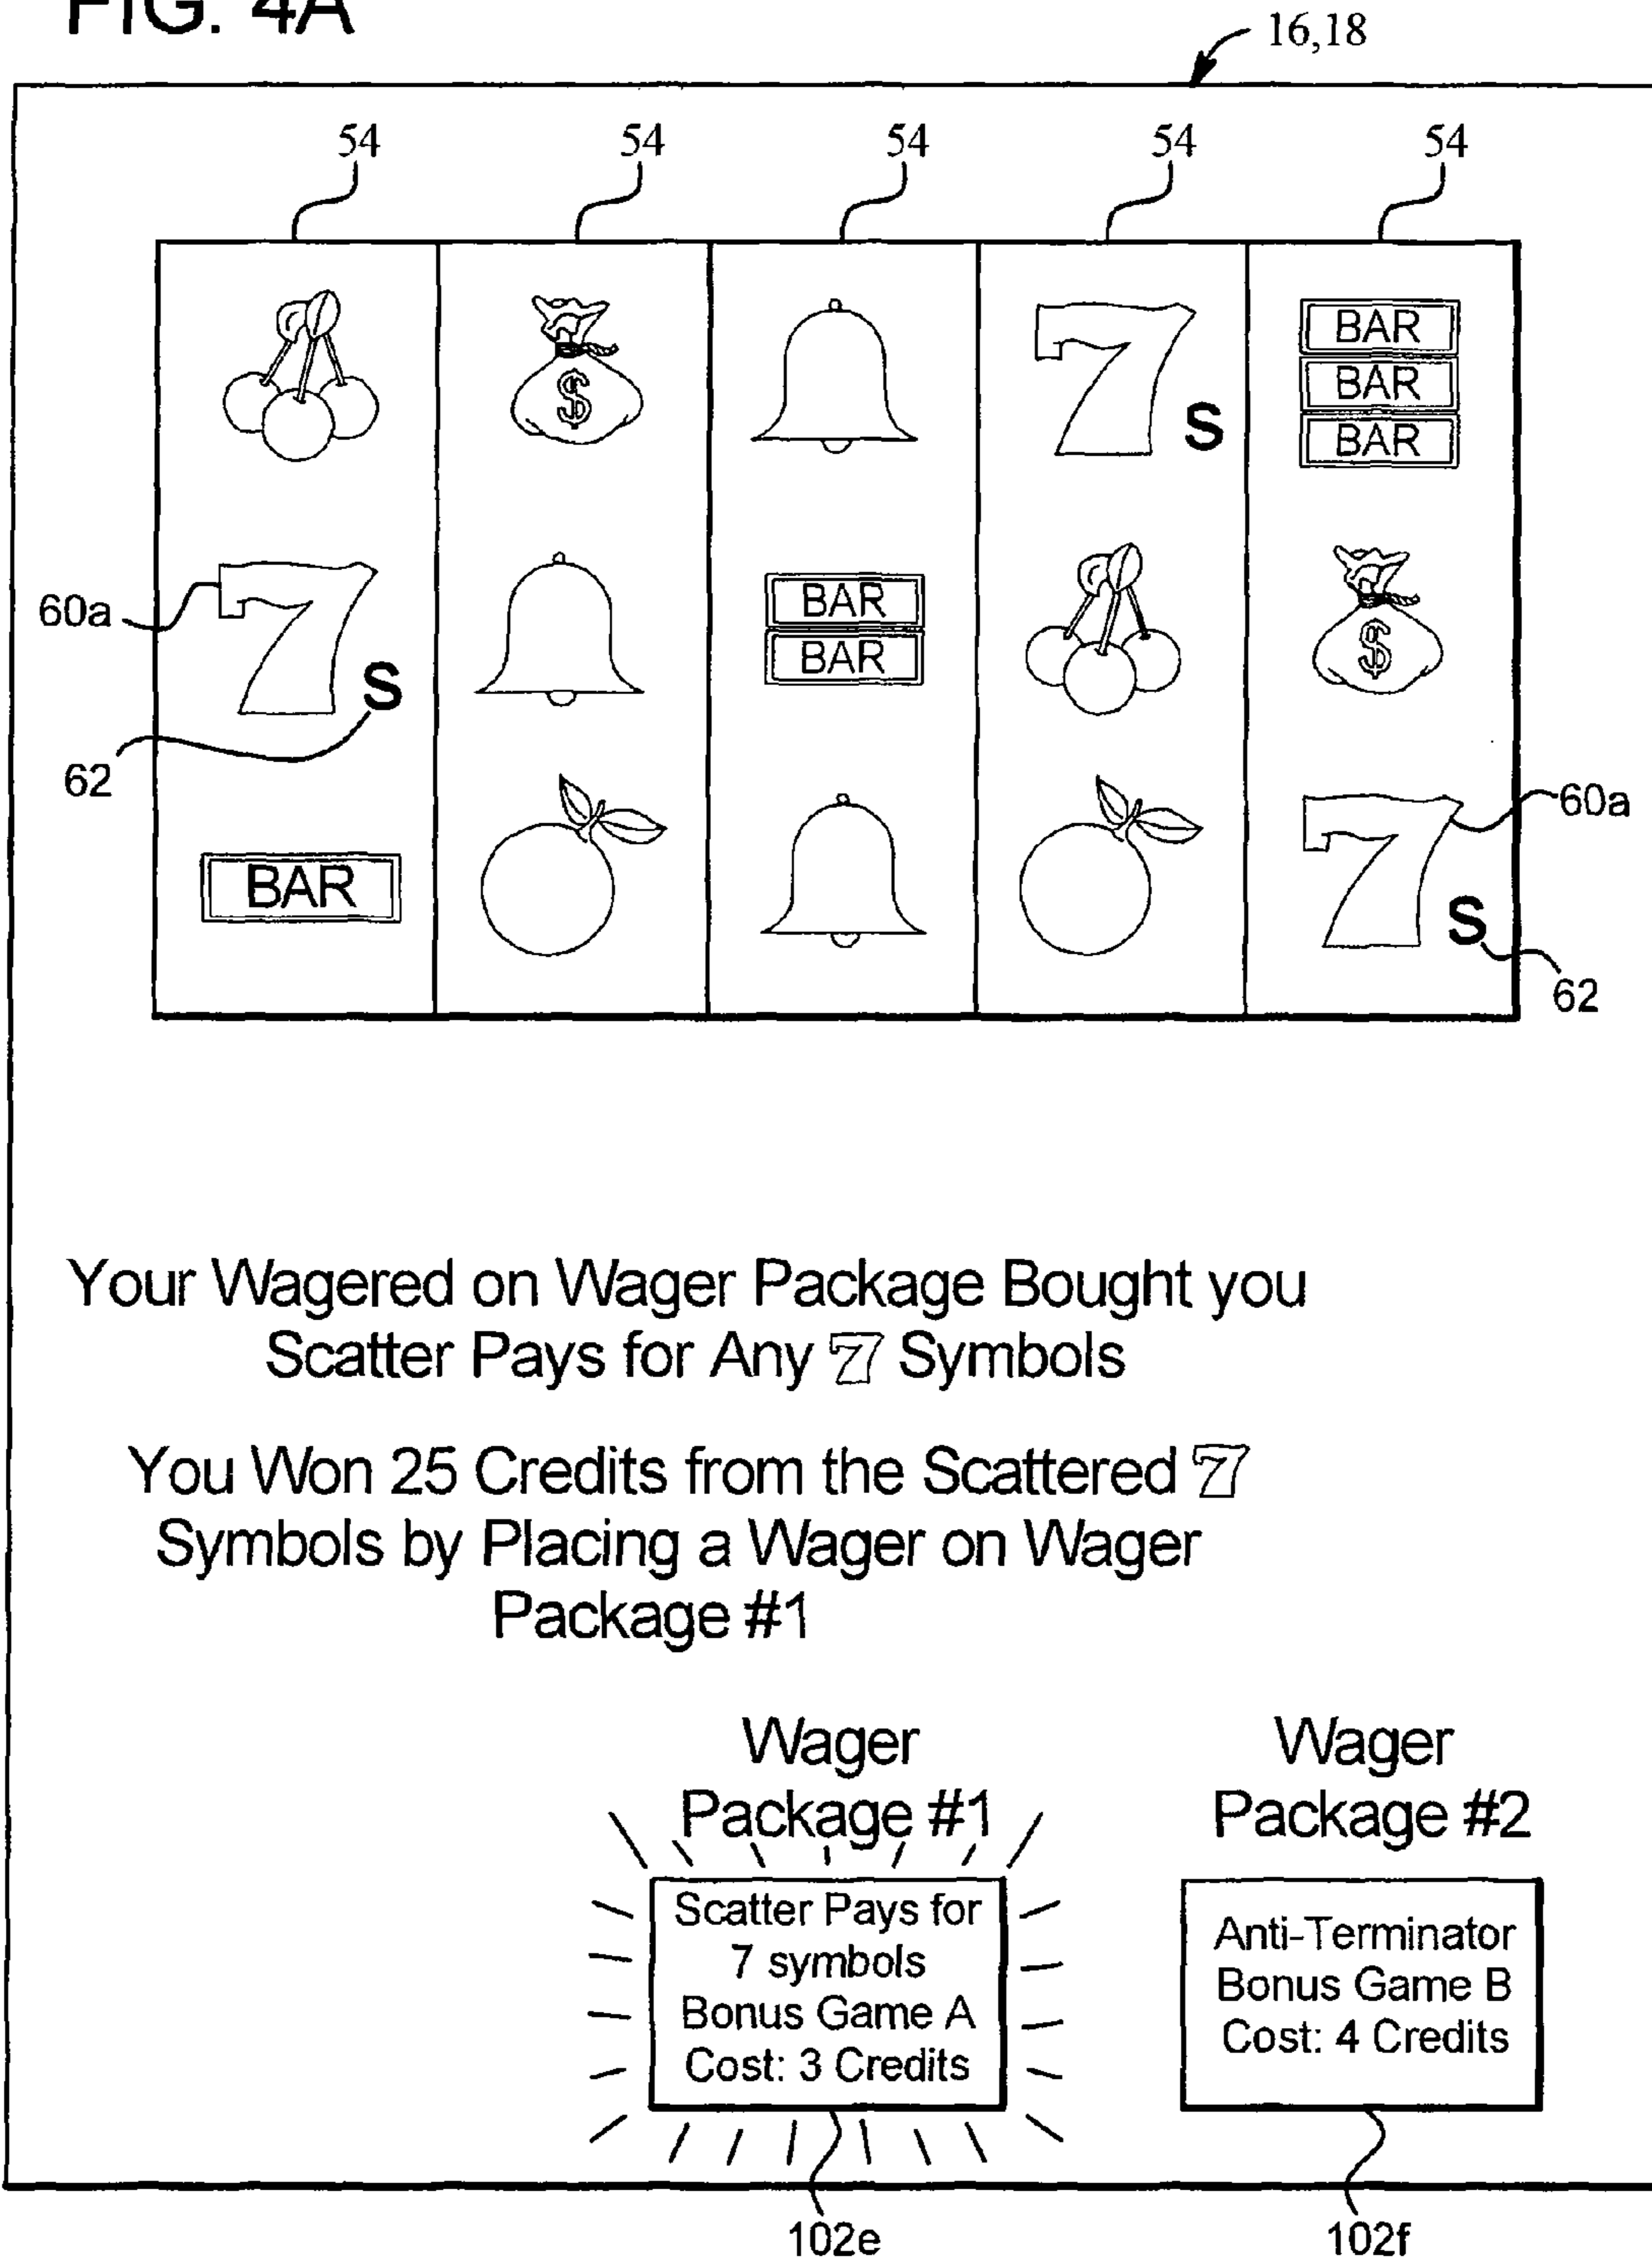 FIG. 4A
16,18
54 54 54 54 54
$ 7 S BAR
BAR
BAR
60a 7 S BAR $
BAR
62
BAR 7 S 60a
62
Your Wagered on Wager Package Bought you
Scatter Pays for Any 7 Symbols
You Won 25 Credits from the Scattered 7
Symbols by Placing a Wager on Wager
Package #1
Wager
Package #1
Scatter Pays for
7 symbols
Bonus Game A
Cost: 3 Credits
102e
Wager
Package #2
Anti-Terminator
Bonus Game B
Cost: 4 Credits
102f